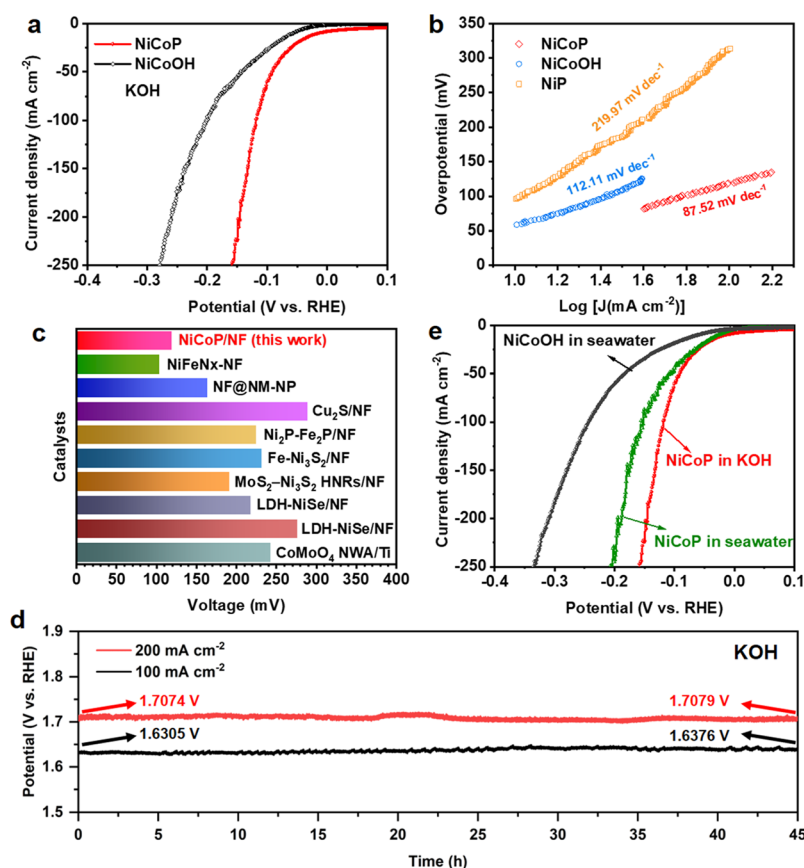 a
NiCoP
NiCoOH
KOH
Current density (mA cm⁻²)
0
-50
-100
-150
-200
-250
-0.4 -0.3 -0.2 -0.1 0.0 0.1
Potential (V vs. RHE)
b
NiCoP
NiCoOH
NiP
Overpotential (mV)
350
300
250
200
150
100
50
0
219.97 mV dec⁻¹
112.11 mV dec⁻¹
87.52 mV dec⁻¹
1.0 1.2 1.4 1.6 1.8 2.0 2.2
Log [J(mA cm⁻²)]
c
Catalysts
NiCoP/NF (this work)
NiFeNx-NF
NF@NM-NP
Cu₂S/NF
Ni₂P-Fe₂P/NF
Fe-Ni₃S₂/NF
MoS₂–Ni₃S₂ HNRs/NF
LDH-NiSe/NF
LDH-NiSe/NF
CoMoO₄ NWA/Ti
0 50 100 150 200 250 300 350 400
Voltage (mV)
e
Current density (mA cm⁻²)
0
-50
-100
-150
-200
-250
NiCoOH in seawater
NiCoP in KOH
NiCoP in seawater
-0.4 -0.3 -0.2 -0.1 0.0 0.1
Potential (V vs. RHE)
d
200 mA cm⁻²
100 mA cm⁻²
KOH
Potential (V vs. RHE)
1.9
1.8
1.7
1.6
1.5
1.7074 V
1.7079 V
1.6305 V
1.6376 V
0 5 10 15 20 25 30 35 40 45
Time (h)